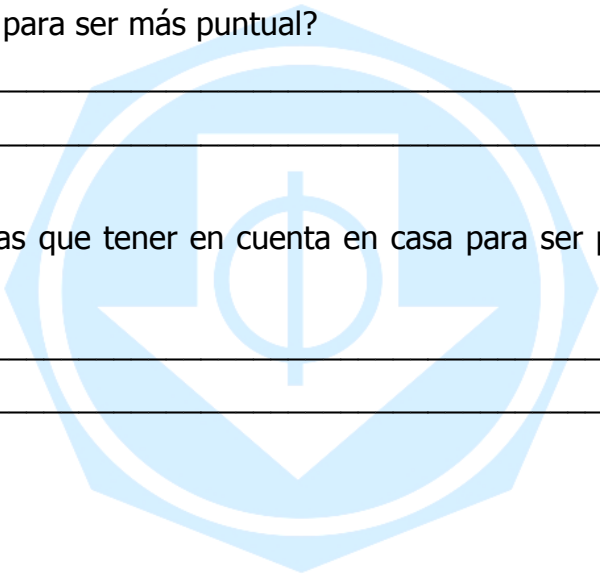 para ser más puntual?
as que tener en cuenta en casa para ser